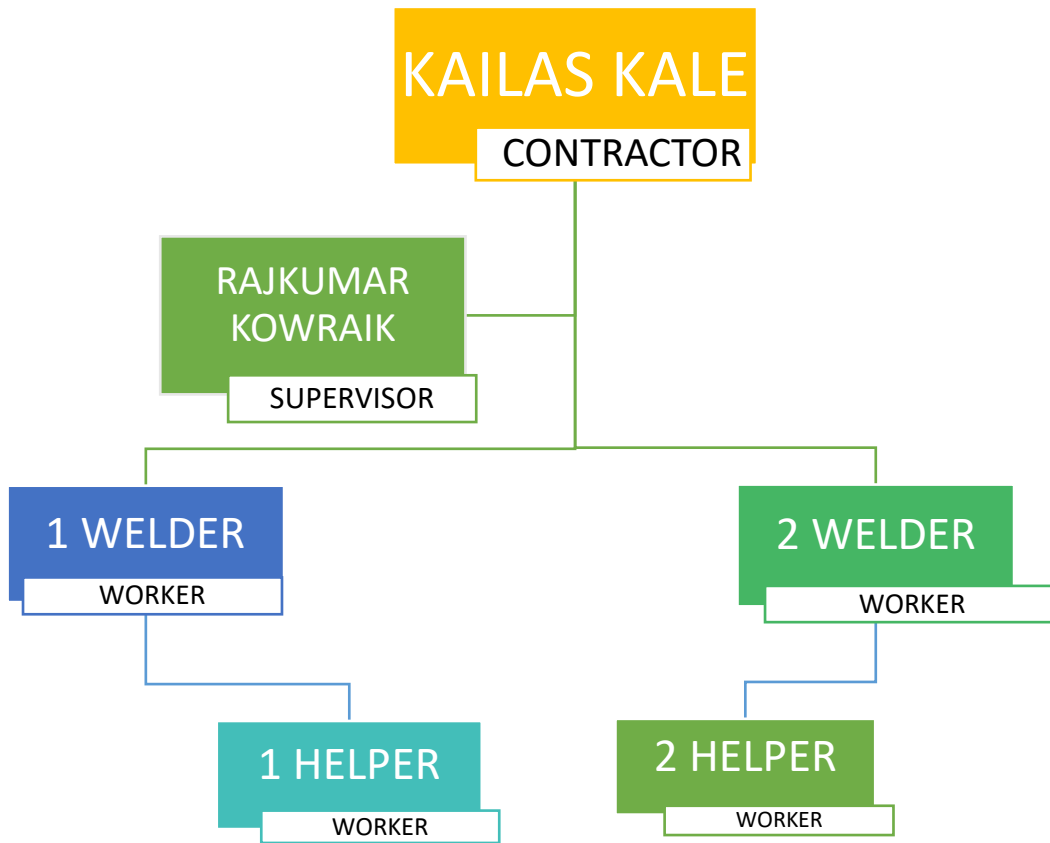 KAILAS KALE
CONTRACTOR
RAJKUMAR
KOWRAIK
SUPERVISOR
1 WELDER
WORKER
2 WELDER
WORKER
1 HELPER
WORKER
2 HELPER
WORKER